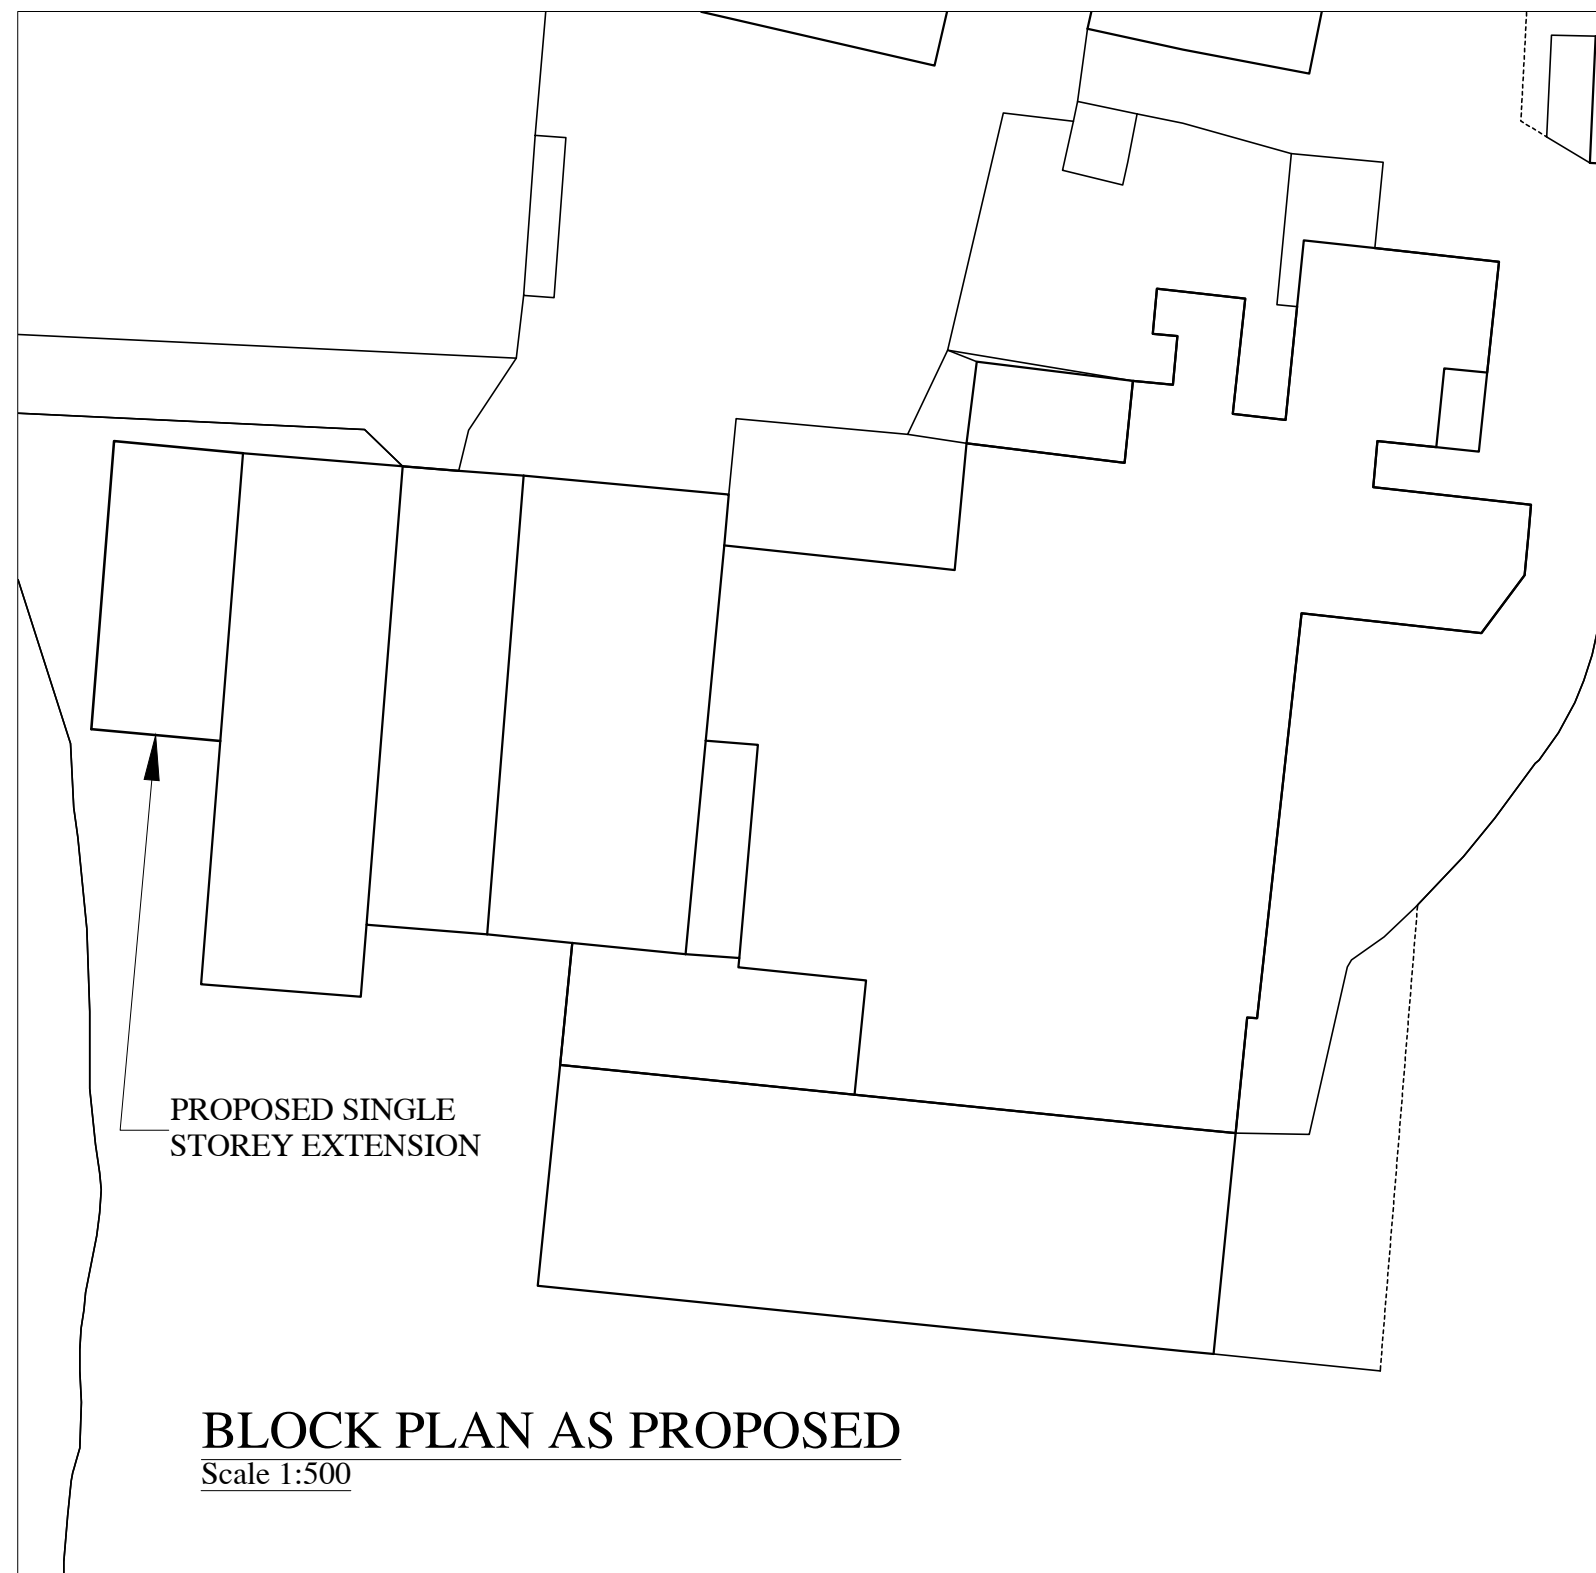 PROPOSED SINGLE
STOREY EXTENSION
BLOCK PLAN AS PROPOSED
Scale 1:500